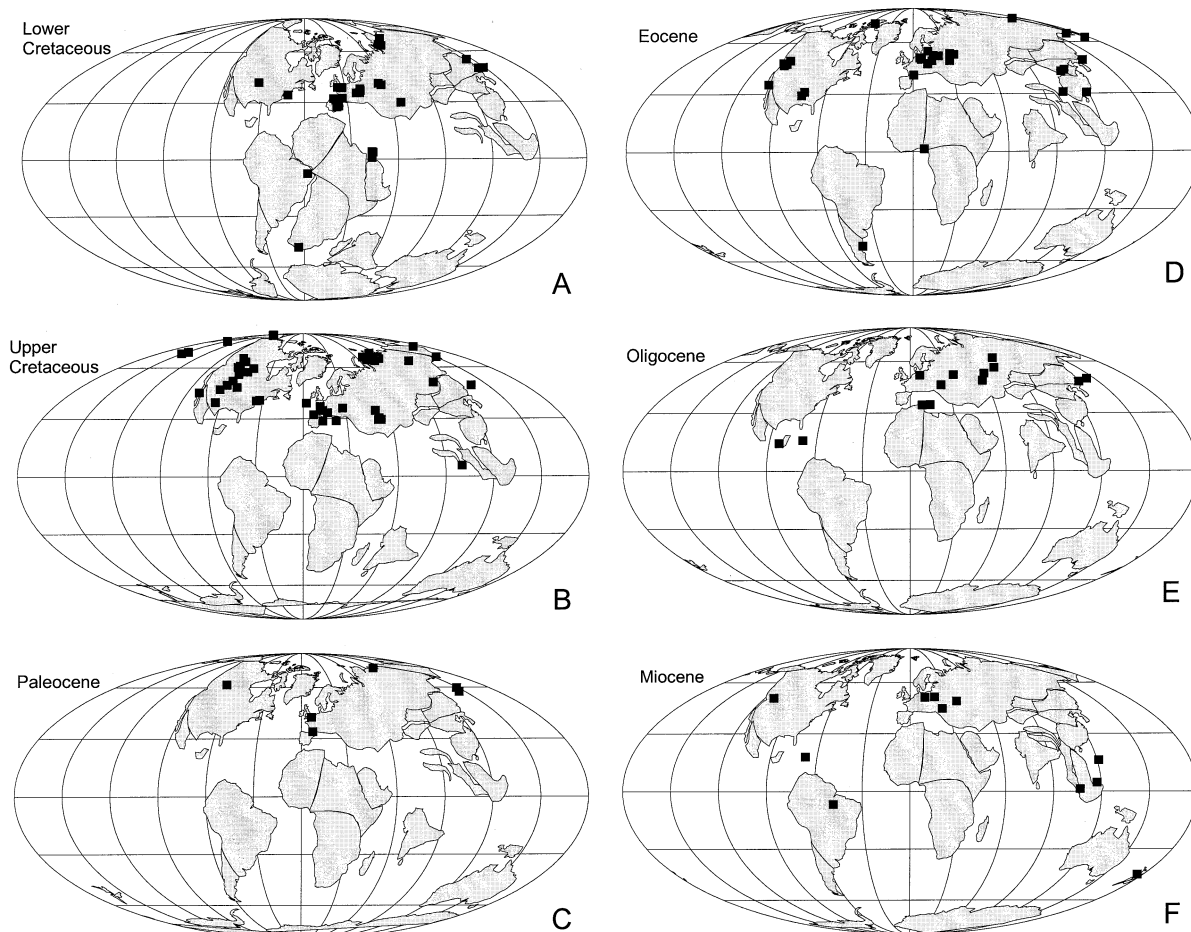 Lower
Cretaceous
A
Upper
Cretaceous
B
Paleocene
C
Eocene
D
Oligocene
E
Miocene
F